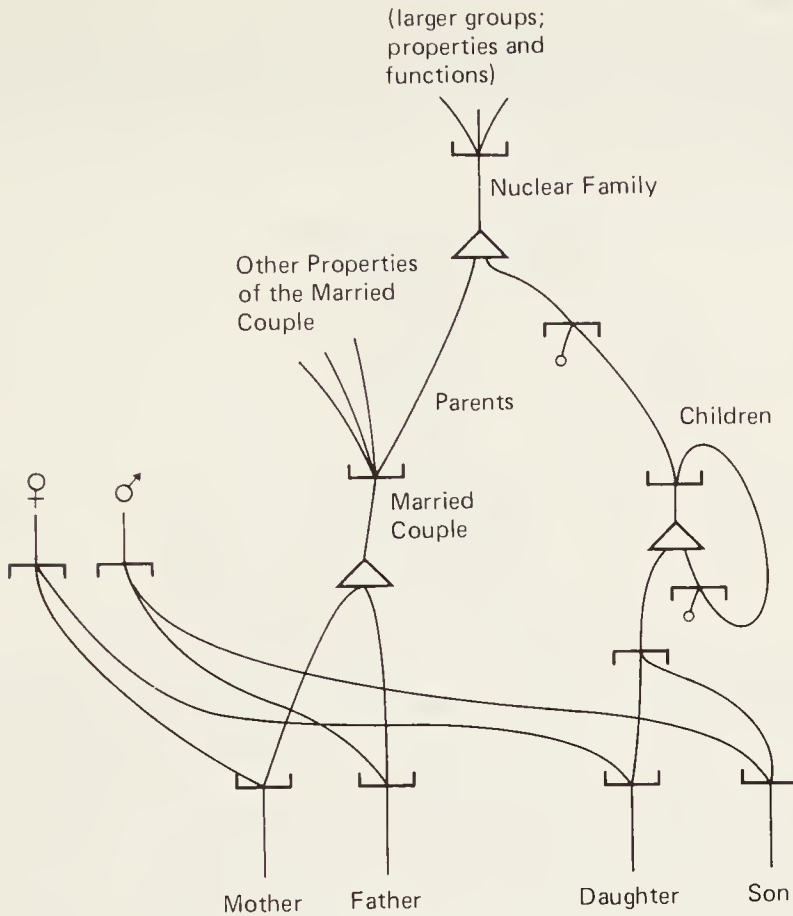 (larger groups;
properties and
functions)
Nuclear Family
Other Properties
of the Married
Couple
Parents
Children
♀ ♂
Married
Couple
Mother Father Daughter Son